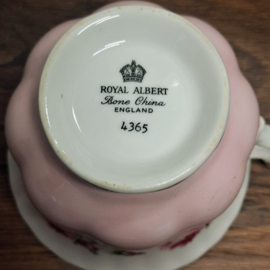 ROYAL ALBERT
Bone China
ENGLAND
4365